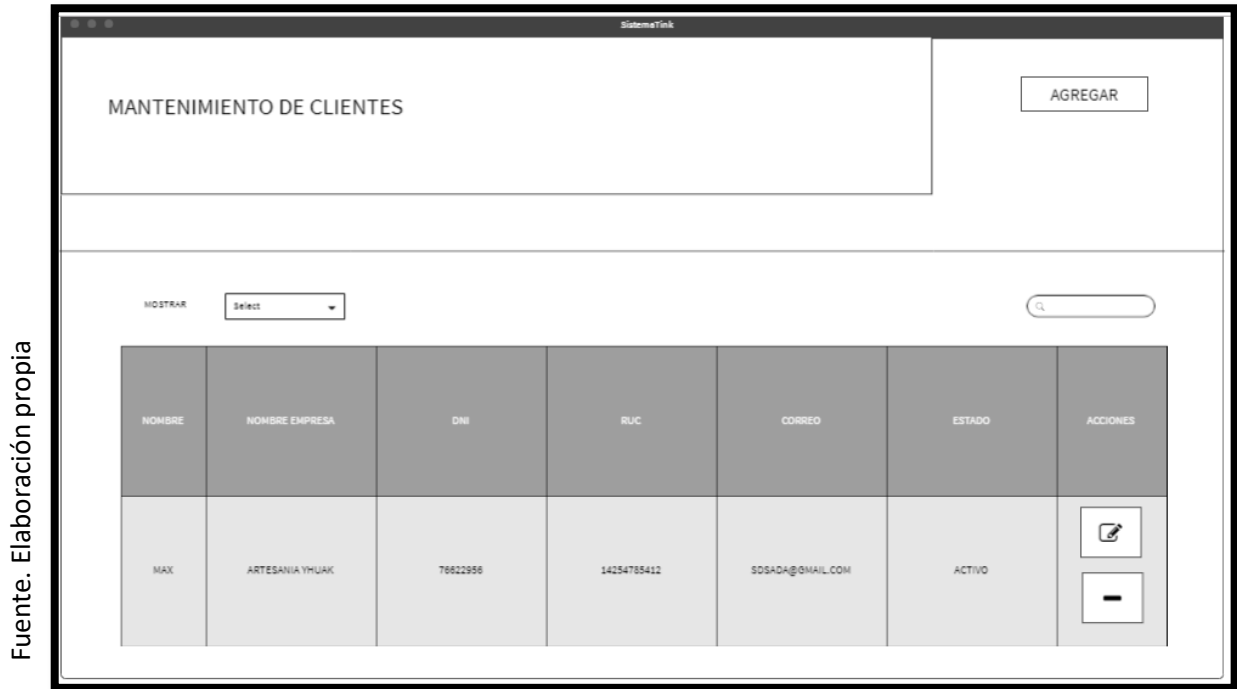 SistemaTink
MANTENIMIENTO DE CLIENTES
AGREGAR
MOSTRAR
Select
NOMBRE
NOMBRE EMPRESA
DNI
RUC
CORREO
ESTADO
ACCIONES
MAX
ARTESANIA YHUAK
76622956
14254785412
SDSADA@GMAIL.COM
ACTIVO
Fuente. Elaboración propia